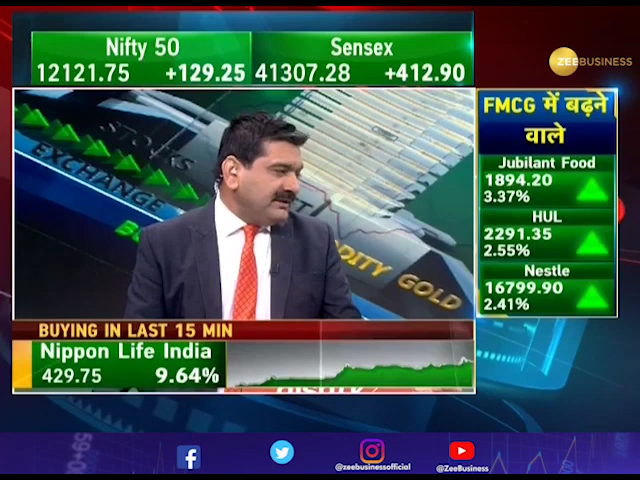 Nifty 50
12121.75 +129.25
Sensex
41307.28 +412.90
ZEEBUSINESS
FMCG में बढ़ने
वाले
Jubilant Food
1894.20
3.37%
HUL
2291.35
2.55%
Nestle
16799.90
2.41%
STOCKS
EXCHANGE
GOLD
BUYING IN LAST 15 MIN
Nippon Life India
429.75 9.64%
@zeebusinessofficial
@ZeeBusiness